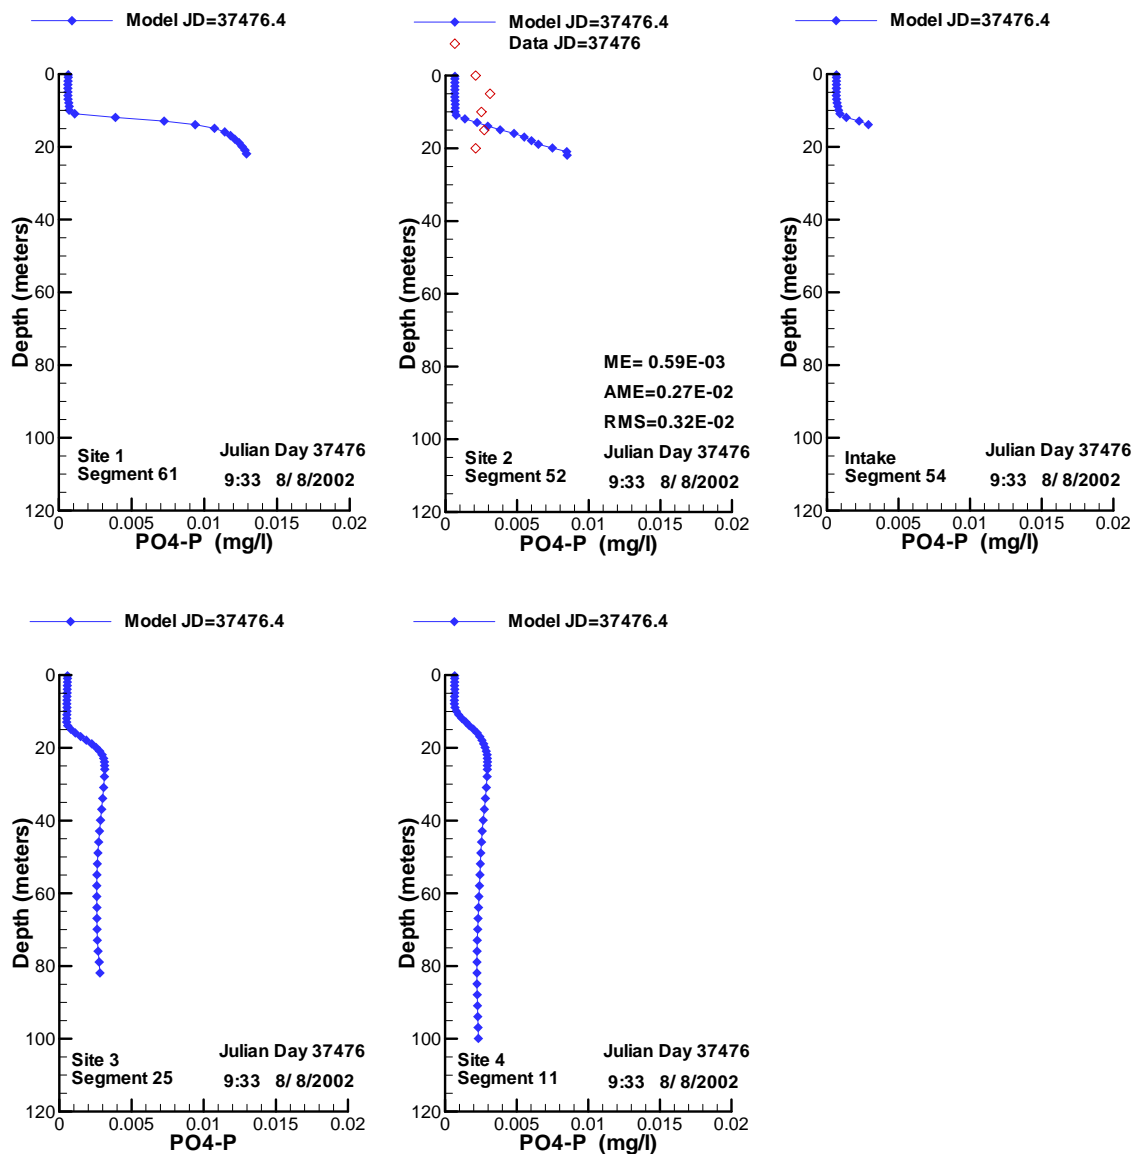 Model JD=37476.4
0
20
40
60
80
100
120
Depth (meters)
Site 1
Segment 61
Julian Day 37476
9:33 8/ 8/2002
0 0.005 0.01 0.015 0.02
PO4-P (mg/l)
Model JD=37476.4
Data JD=37476
0
20
40
60
80
100
120
Depth (meters)
ME= 0.59E-03
AME=0.27E-02
RMS=0.32E-02
Site 2
Segment 52
Julian Day 37476
9:33 8/ 8/2002
0 0.005 0.01 0.015 0.02
PO4-P (mg/l)
Model JD=37476.4
0
20
40
60
80
100
120
Depth (meters)
Intake
Segment 54
Julian Day 37476
9:33 8/ 8/2002
0 0.005 0.01 0.015 0.02
PO4-P (mg/l)
Model JD=37476.4
0
20
40
60
80
100
120
Depth (meters)
Site 3
Segment 25
Julian Day 37476
9:33 8/ 8/2002
0 0.005 0.01 0.015 0.02
PO4-P
Model JD=37476.4
0
20
40
60
80
100
120
Depth (meters)
Site 4
Segment 11
Julian Day 37476
9:33 8/ 8/2002
0 0.005 0.01 0.015 0.02
PO4-P (mg/l)